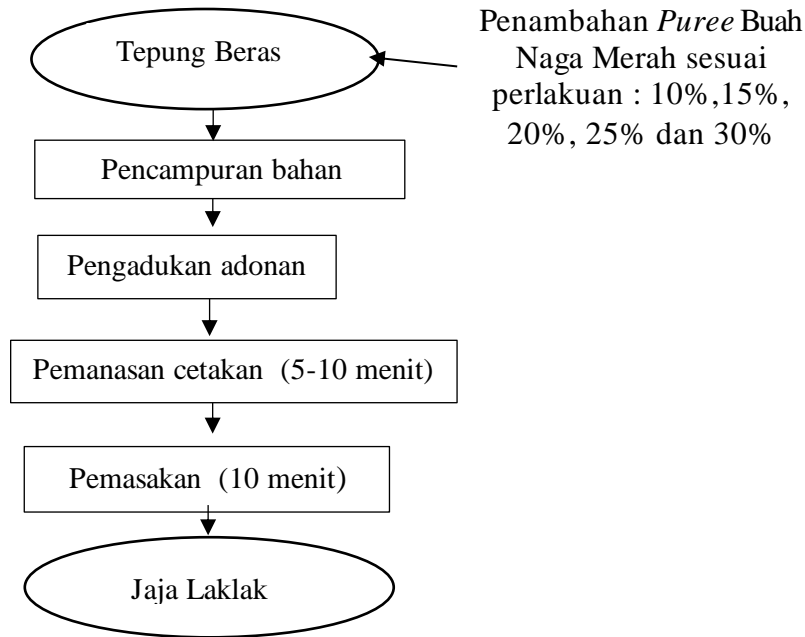 Tepung Beras
Penambahan Puree Buah
Naga Merah sesuai
perlakuan : 10%,15%,
20%, 25% dan 30%
Pencampuran bahan
Pengadukan adonan
Pemanasan cetakan (5-10 menit)
Pemasakan (10 menit)
Jaja Laklak